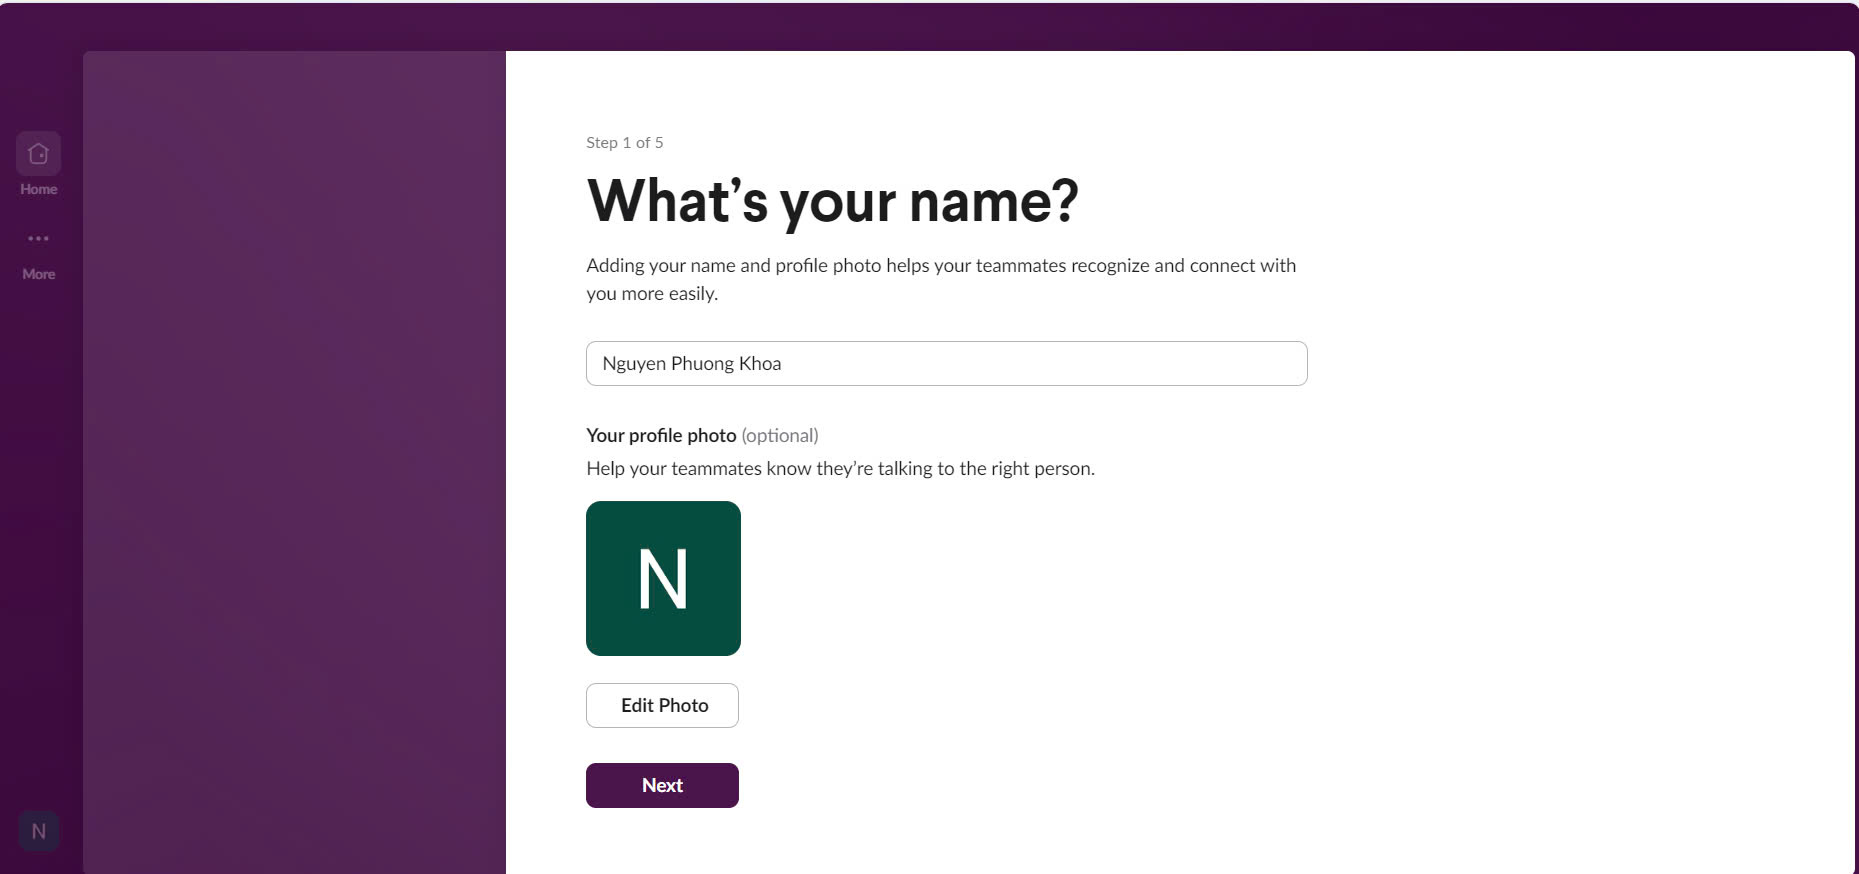 Home
More
N
Step 1 of 5
What’s your name?
Adding your name and profile photo helps your teammates recognize and connect with
you more easily.
Nguyen Phuong Khoa
Your profile photo (optional)
Help your teammates know they’re talking to the right person.
N
Edit Photo
Next